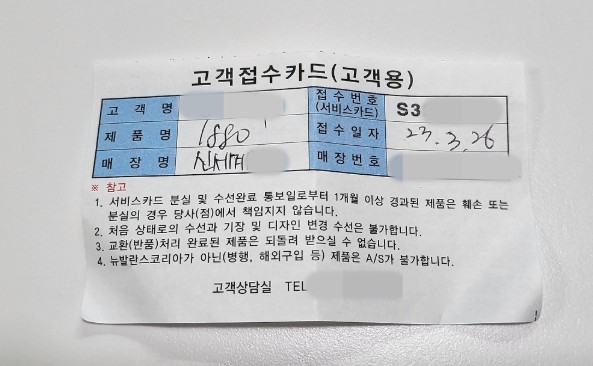 고객접수카드(고객용)
고 객 명
접 수 번 호
(서비스카드) S3
제 품 명 1880 접 수 일 자 23.3.26
매 장 명 신세계 매 장 번 호
※ 참고
1. 서비스카드 분실 및 수선완료 통보일로부터 1개월 이상 경과된 제품은 훼손 또는
분실의 경우 당사(점)에서 책임지지 않습니다.
2. 처음 상태로의 수선과 기장 및 디자인 변경 수선은 불가합니다.
3. 교환(반품)처리 완료된 제품은 되돌려 받으실 수 없습니다.
4. 뉴발란스코리아가 아닌(병행, 해외구입 등) 제품은 A/S가 불가합니다.
고객상담실 TEL